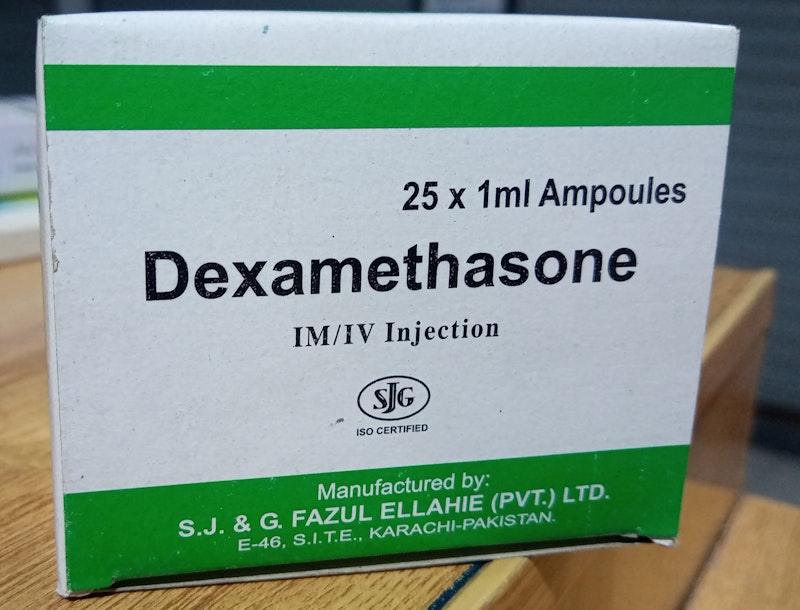 25 x 1ml Ampoules
Dexamethasone
IM/IV Injection
SJG
ISO CERTIFIED
Manufactured by:
S.J. & G. FAZUL ELLAHIE (PVT.) LTD.
E-46, S.I.T.E., KARACHI-PAKISTAN.